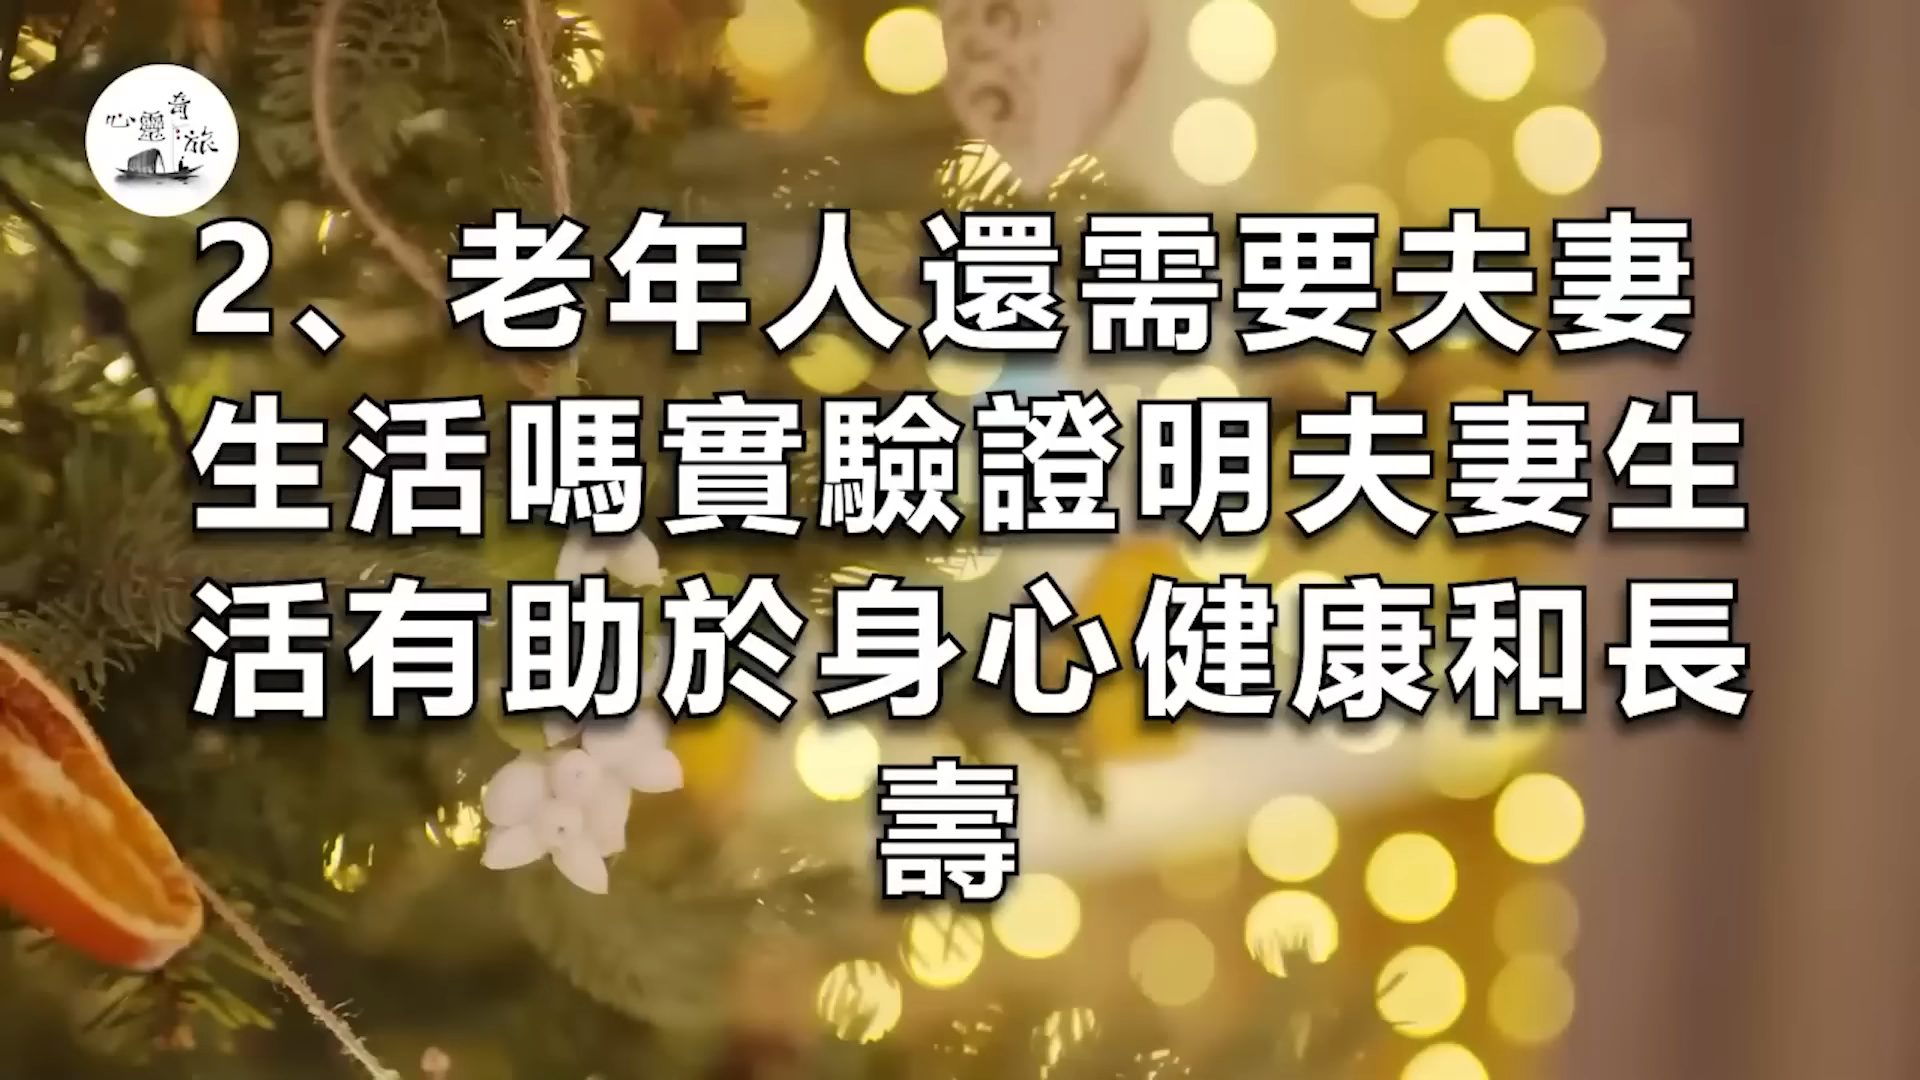 心靈奇旅
2、老年人還需要夫妻
生活嗎實驗證明夫妻生
活有助於身心健康和長
壽